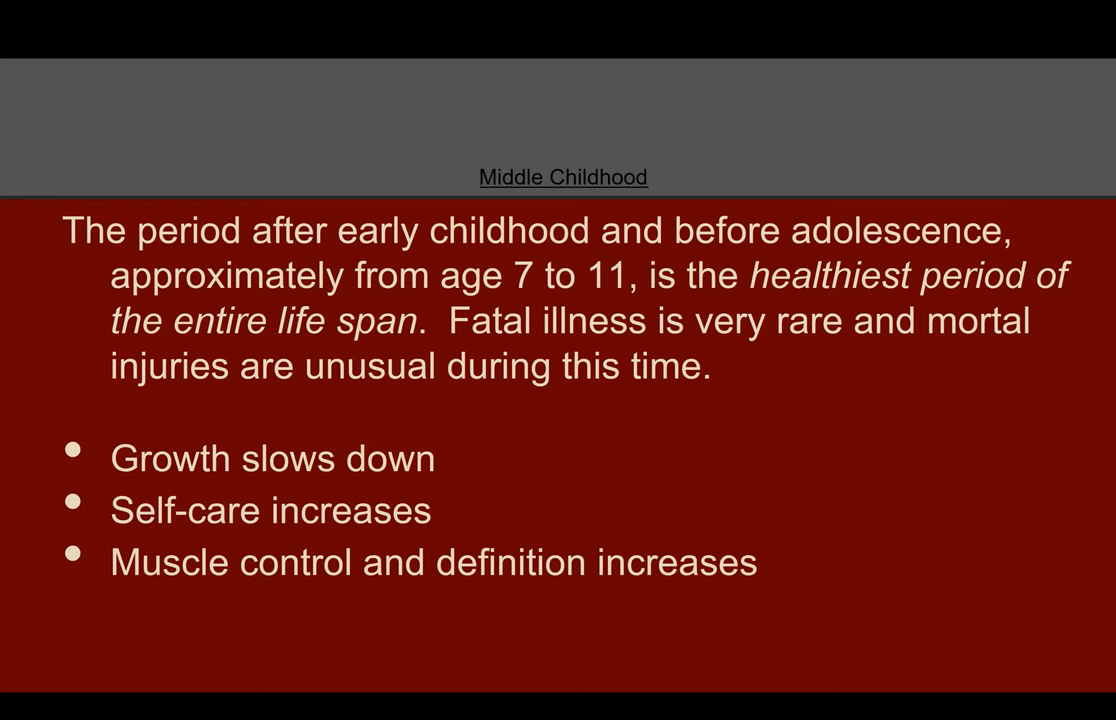 Middle Childhood
The period after early childhood and before adolescence,
approximately from age 7 to 11, is the healthiest period of
the entire life span.  Fatal illness is very rare and mortal
injuries are unusual during this time.
• Growth slows down
• Self-care increases
• Muscle control and definition increases